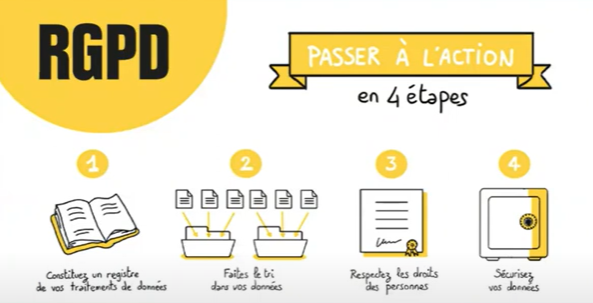 RGPD
PASSER À L'ACTION
en 4 étapes
1
2
3
4
Constituez un registre
de vos traitements de données
Faites le tri
dans vos données
Respectez les droits
des personnes
Sécurisez
vos données